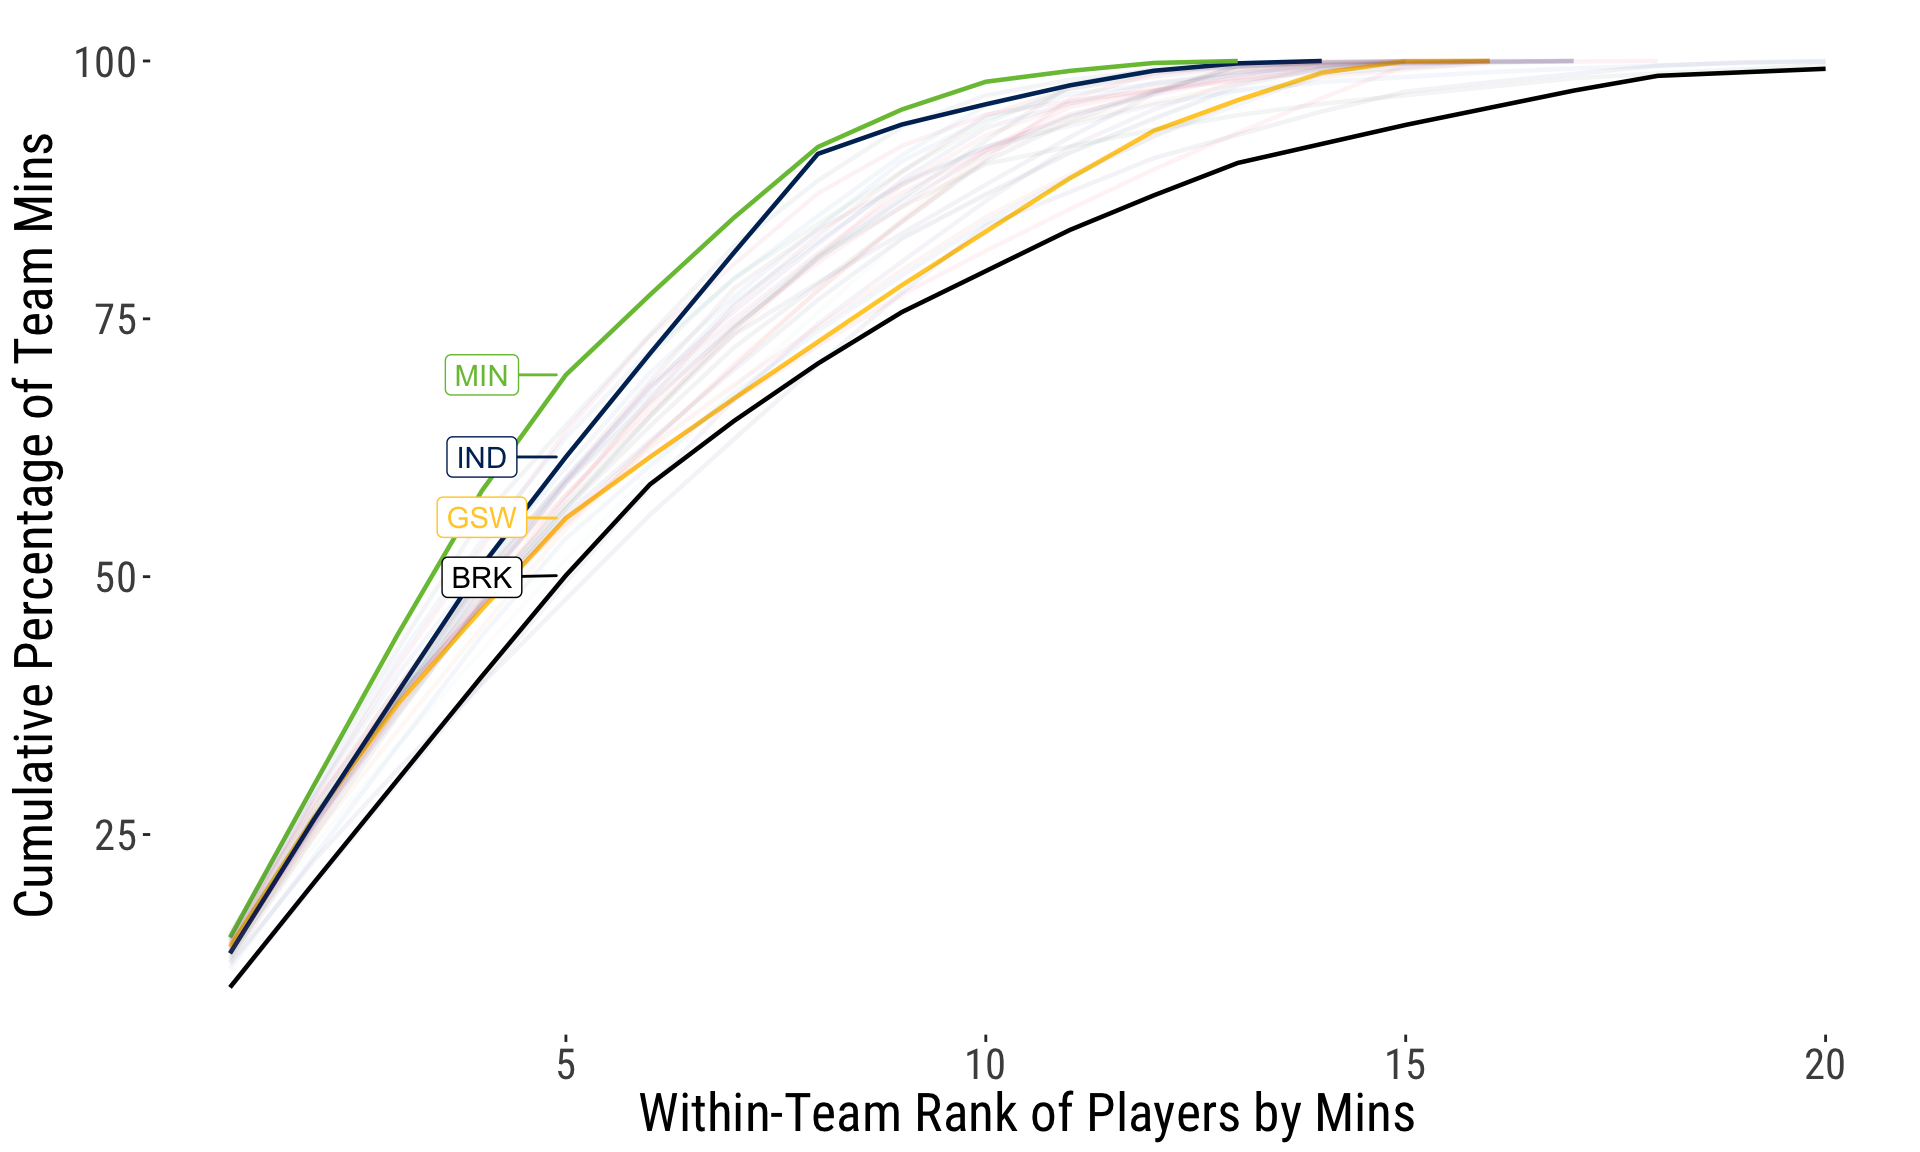 Cumulative Percentage of Team Mins
100
75
50
25
MIN
IND
GSW
BRK
5 10 15 20
Within-Team Rank of Players by Mins